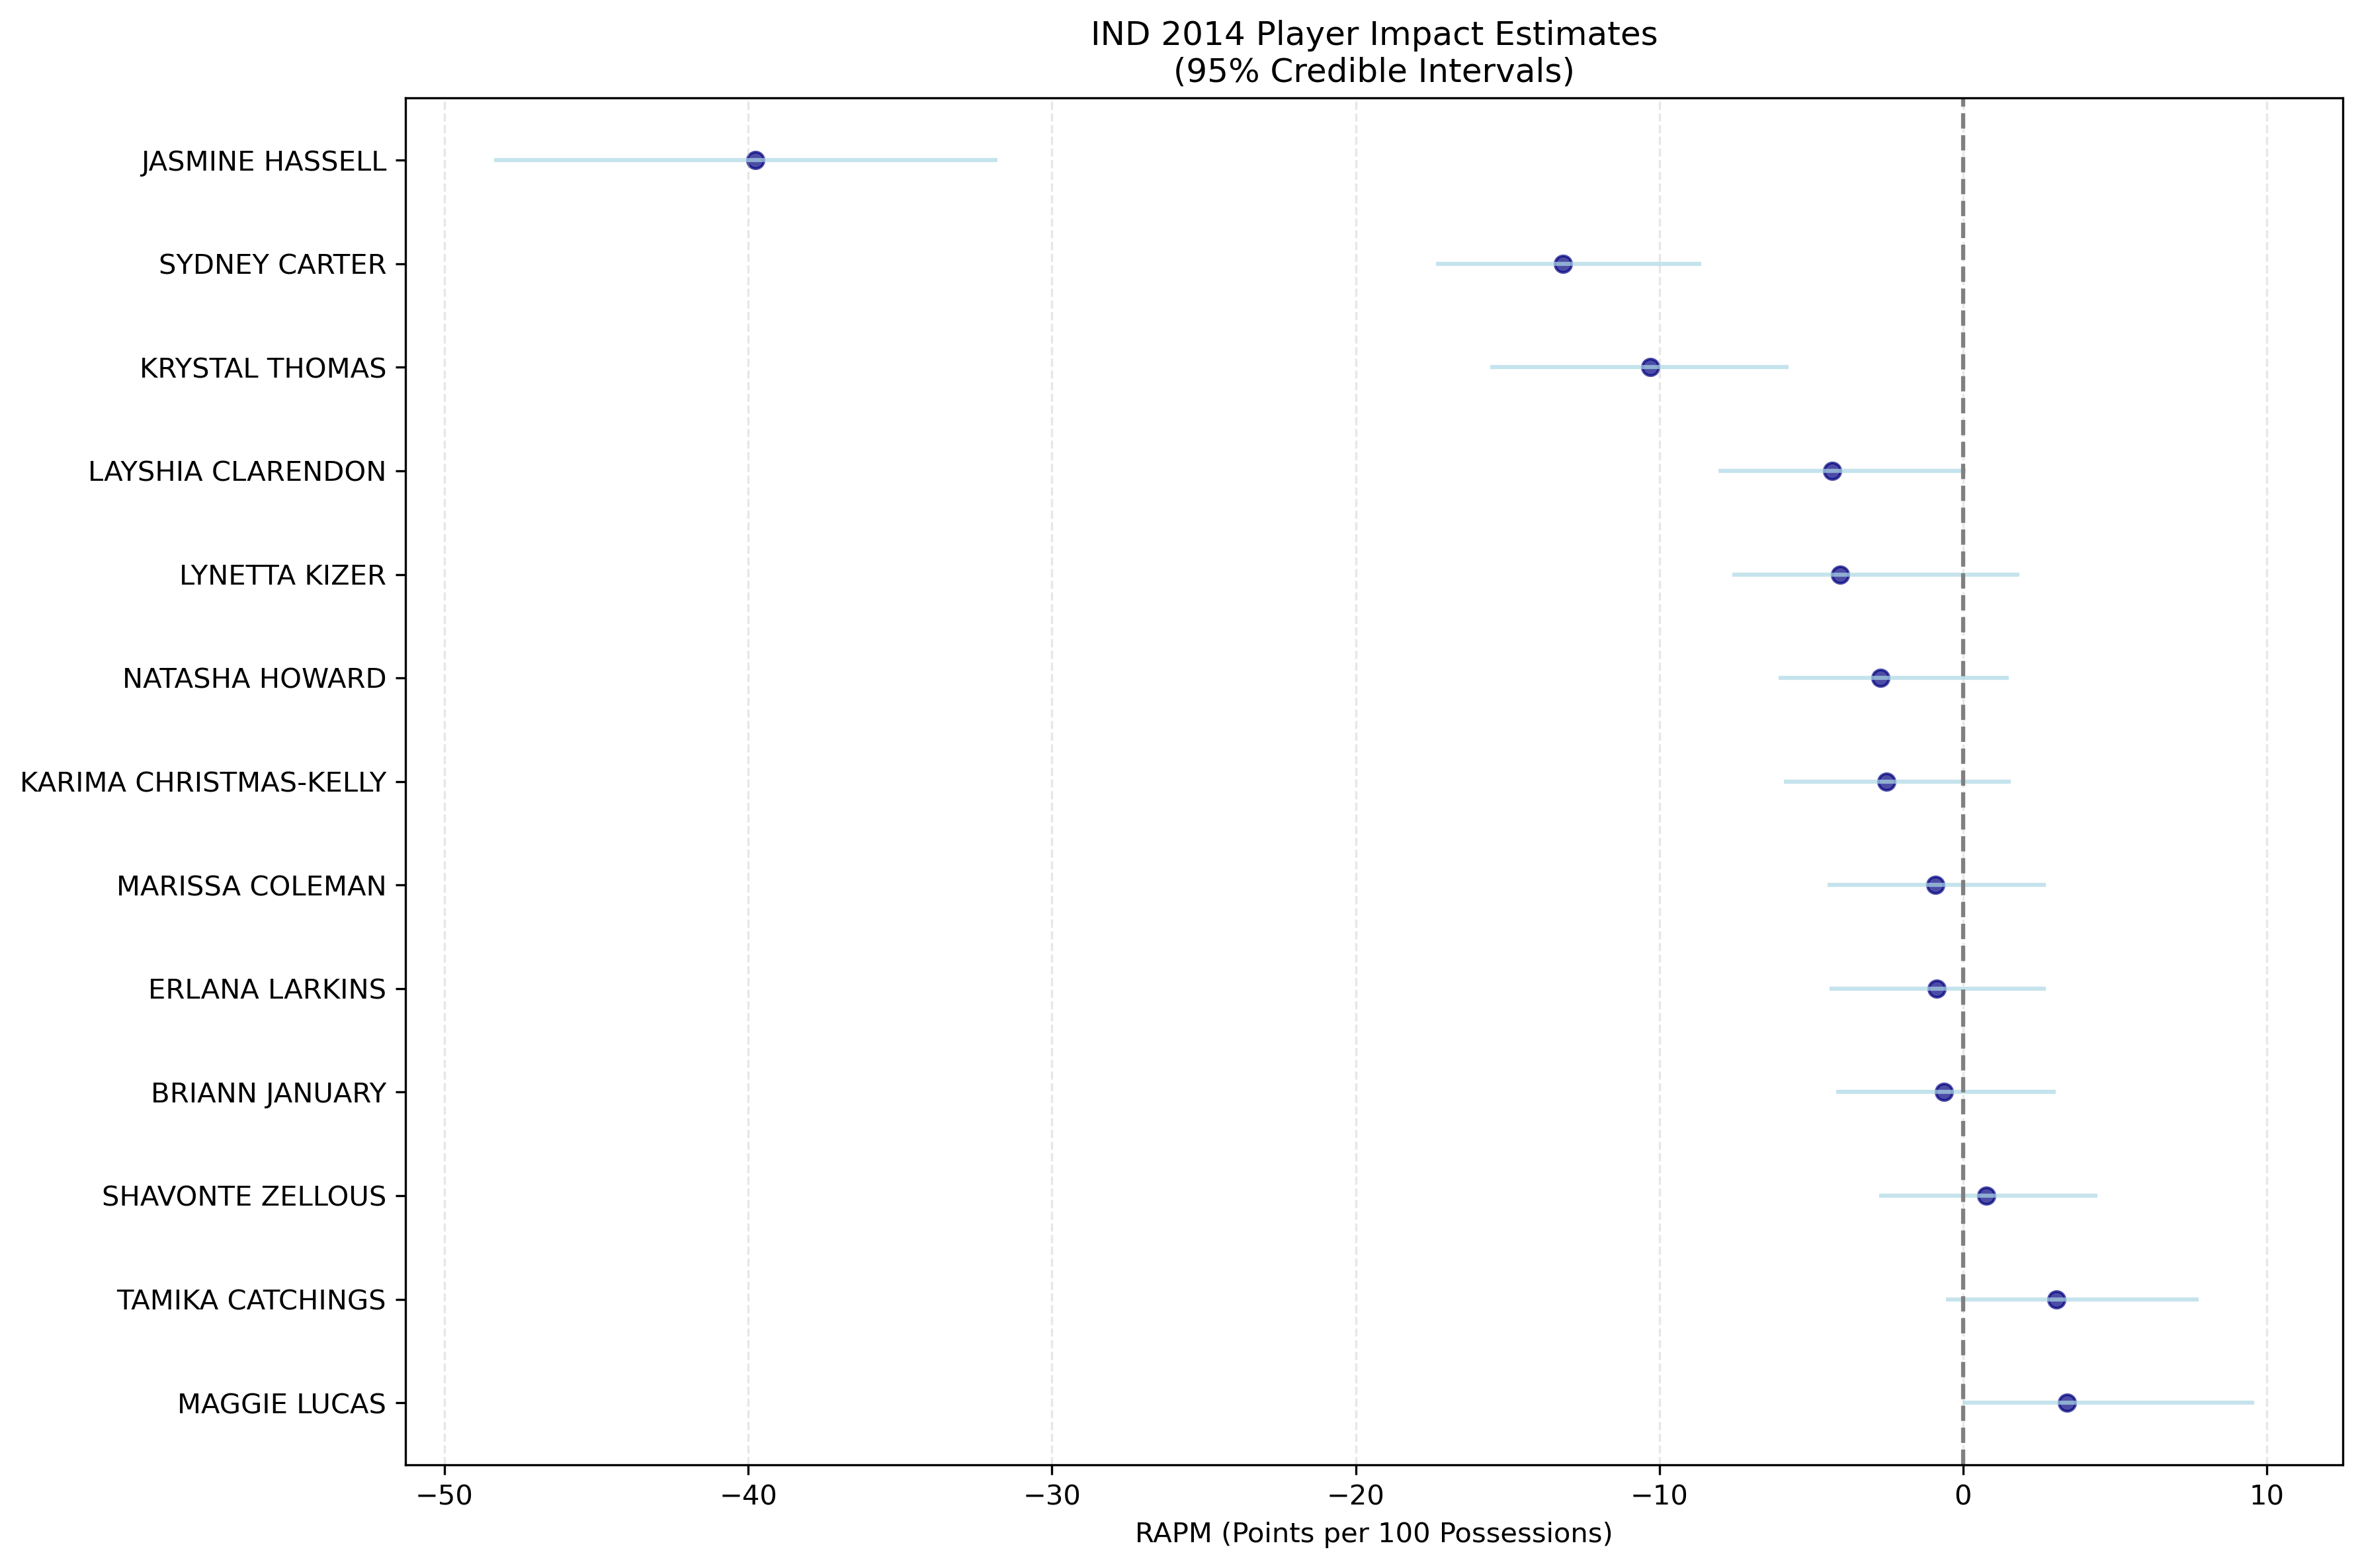 IND 2014 Player Impact Estimates
(95% Credible Intervals)
JASMINE HASSELL
SYDNEY CARTER
KRYSTAL THOMAS
LAYSHIA CLARENDON
LYNETTA KIZER
NATASHA HOWARD
KARIMA CHRISTMAS-KELLY
MARISSA COLEMAN
ERLANA LARKINS
BRIANN JANUARY
SHAVONTE ZELLOUS
TAMIKA CATCHINGS
MAGGIE LUCAS
−50 −40 −30 −20 −10 0 10
RAPM (Points per 100 Possessions)